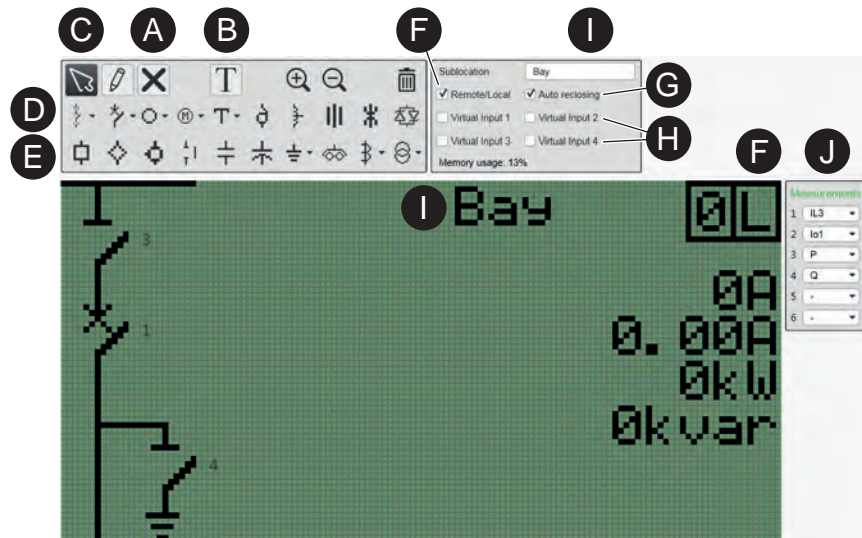 C A B F I
T
Sublocation Bay
Remote/Local Auto reclosing G
D M T
Virtual Input 1 Virtual Input 2 H
E
Virtual Input 3 Virtual Input 4
Memory usage: 13%
F J
I Bay 0 L
Measurements
1 IL3
2 Io1
3 P
4 Q
5 -
6 -
3
0A
1
0.00A
0kW
0kvar
4